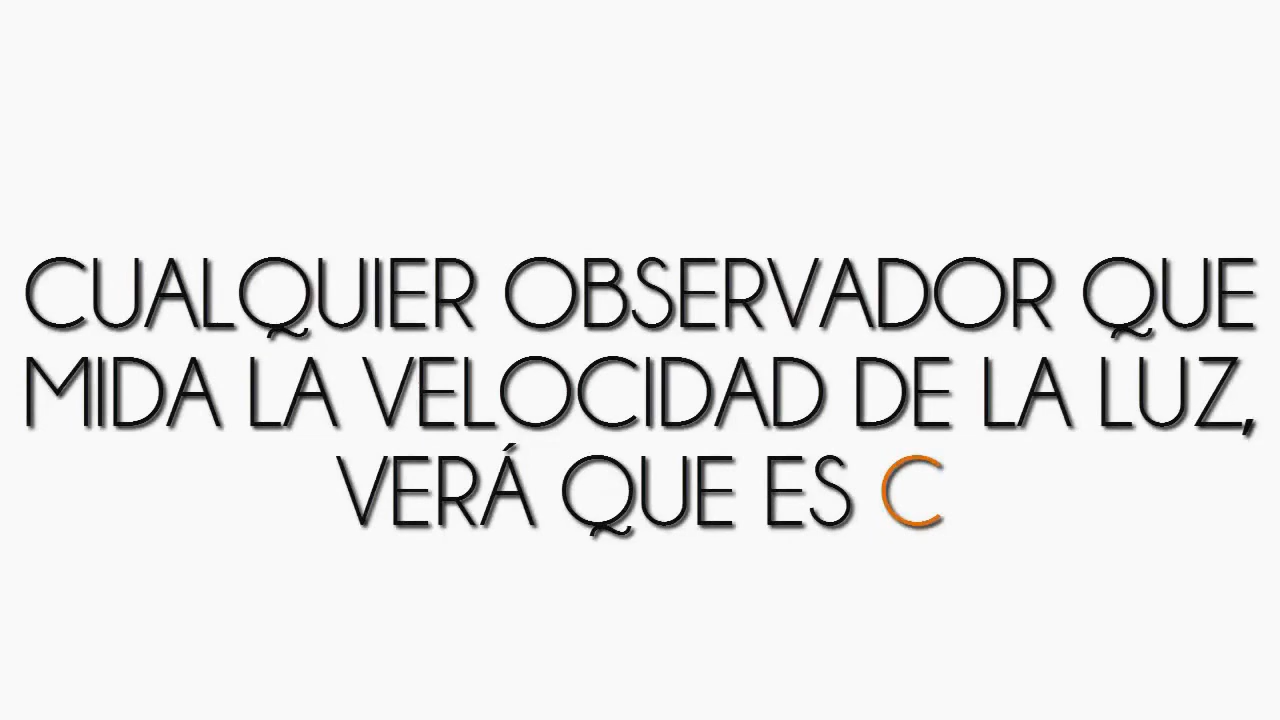 CUALQUIER OBSERVADOR QUE
MIDA LA VELOCIDAD DE LA LUZ,
VERÁ QUE ES C